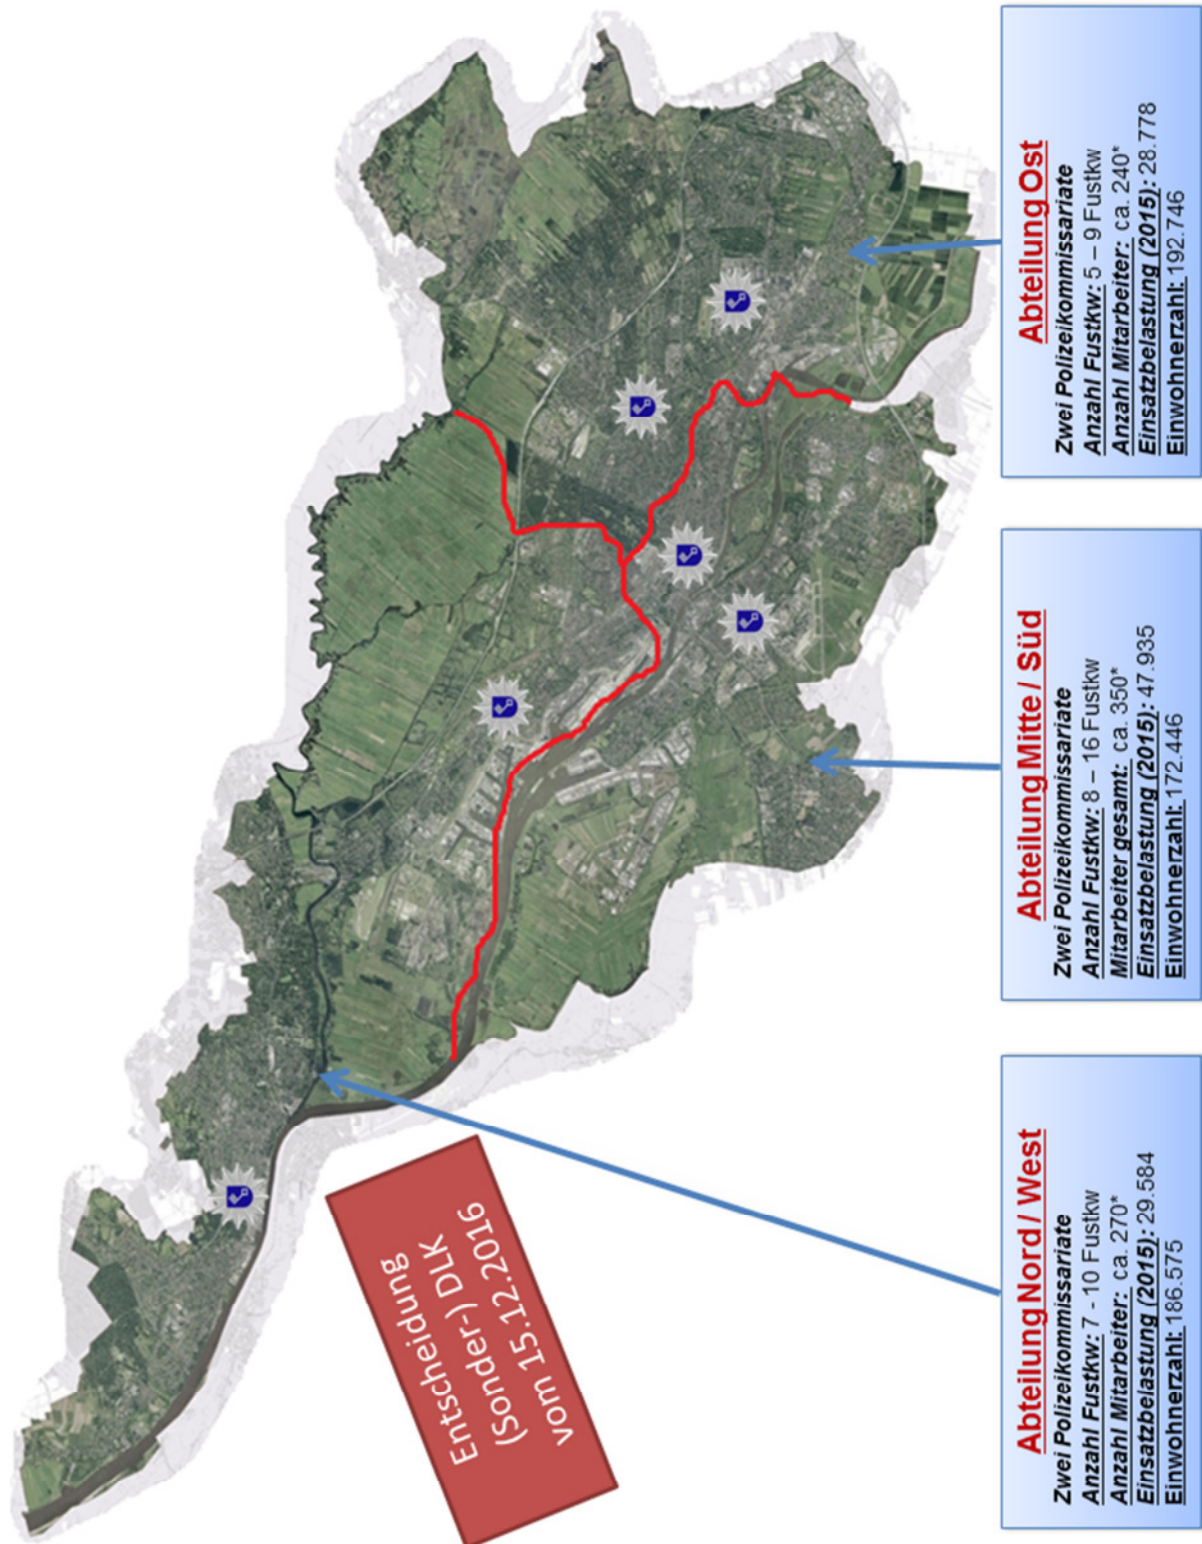 Entscheidung
(Sonder-) DLK
vom 15.12.2016
Abteilung Nord / West
Zwei Polizeikommissariate
Anzahl Fustkw: 7 - 10 Fustkw
Anzahl Mitarbeiter: ca. 270*
Einsatzbelastung (2015): 29.584
Einwohnerzahl: 186.575
Abteilung Mitte / Süd
Zwei Polizeikommissariate
Anzahl Fustkw: 8 – 16 Fustkw
Mitarbeiter gesamt: ca. 350*
Einsatzbelastung (2015): 47.935
Einwohnerzahl: 172.446
Abteilung Ost
Zwei Polizeikommissariate
Anzahl Fustkw: 5 – 9 Fustkw
Anzahl Mitarbeiter: ca. 240*
Einsatzbelastung (2015): 28.778
Einwohnerzahl: 192.746